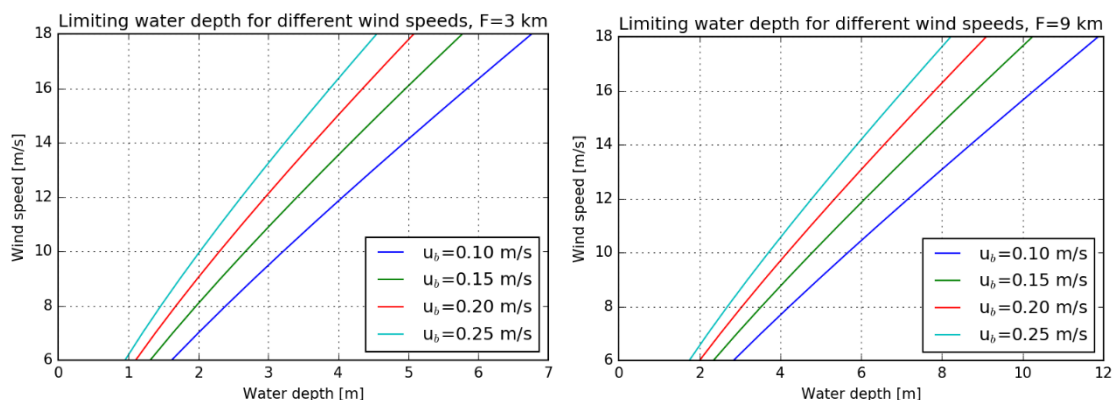 Limiting water depth for different wind speeds, F=3 km
18
16
14
12
10
8
6
Wind speed [m/s]
0 1 2 3 4 5 6 7
Water depth [m]
u_b=0.10 m/s
u_b=0.15 m/s
u_b=0.20 m/s
u_b=0.25 m/s
Limiting water depth for different wind speeds, F=9 km
18
16
14
12
10
8
6
Wind speed [m/s]
0 2 4 6 8 10 12
Water depth [m]
u_b=0.10 m/s
u_b=0.15 m/s
u_b=0.20 m/s
u_b=0.25 m/s